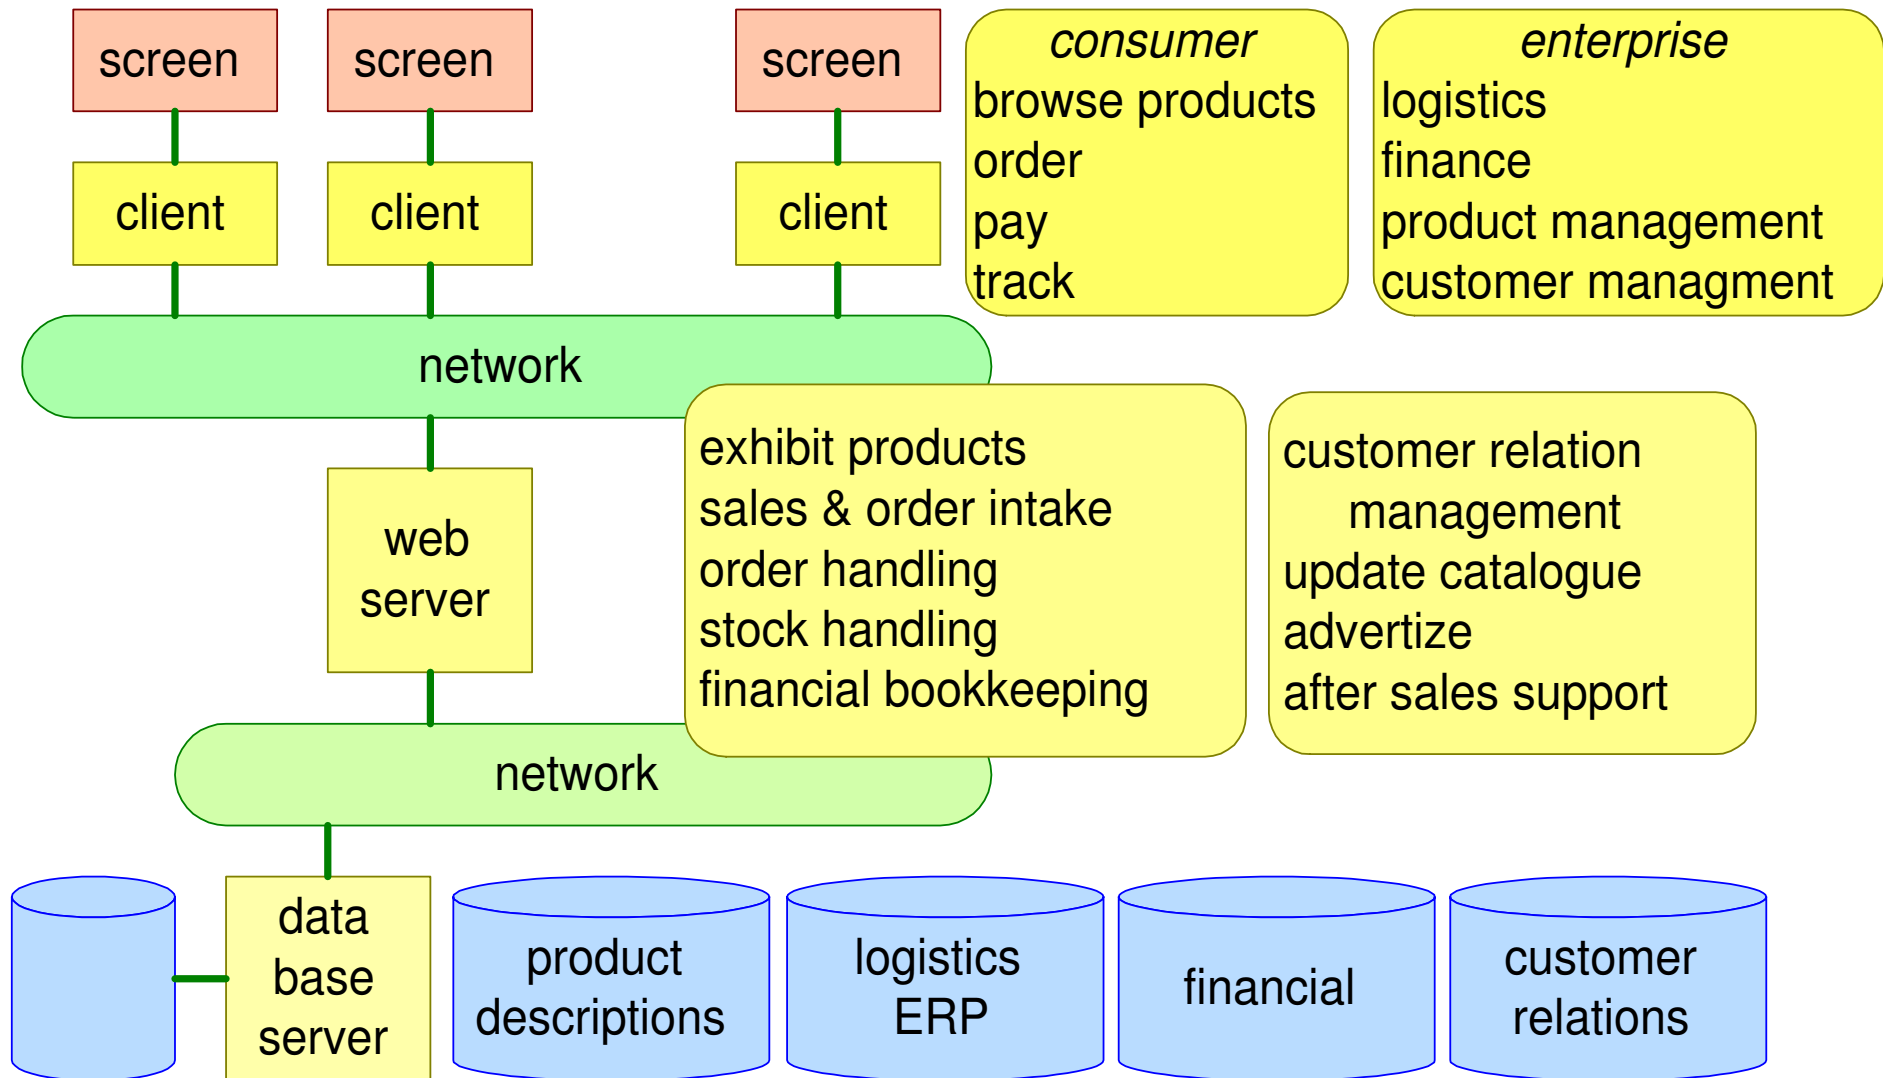 screen
screen
screen
client
client
client
consumer
browse products
order
pay
track
enterprise
logistics
finance
product management
customer managment
network
exhibit products
sales & order intake
order handling
stock handling
financial bookkeeping
customer relation
management
update catalogue
advertize
after sales support
web
server
network
data
base
server
product
descriptions
logistics
ERP
financial
customer
relations